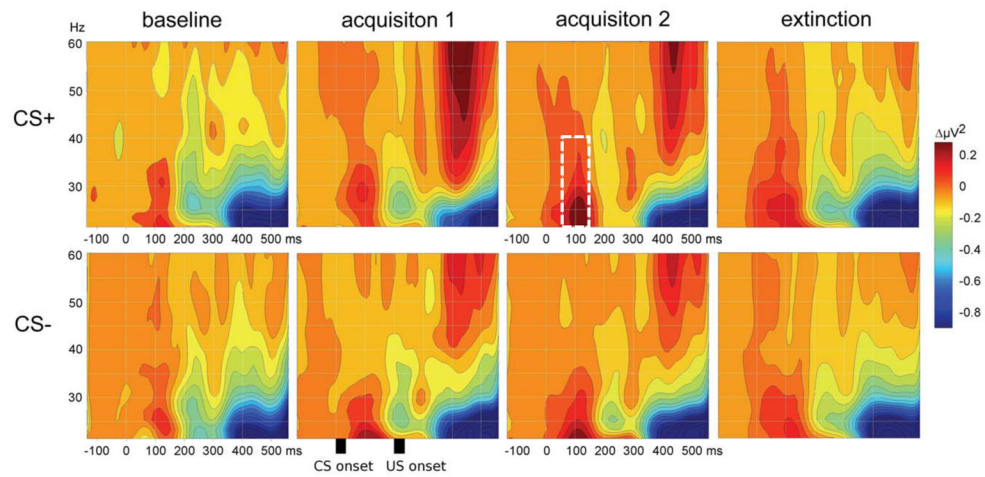 baseline acquisiton 1 acquisiton 2 extinction
Hz
60
50
40
30
CS+
ΔμV²
0.2
0
-0.2
-0.4
-0.6
-0.8
-100 0 100 200 300 400 500 ms
-100 0 100 200 300 400 500 ms
60
50
40
30
CS-
-100 0 100 200 300 400 500 ms
-100 0 100 200 300 400 500 ms
CS onset US onset